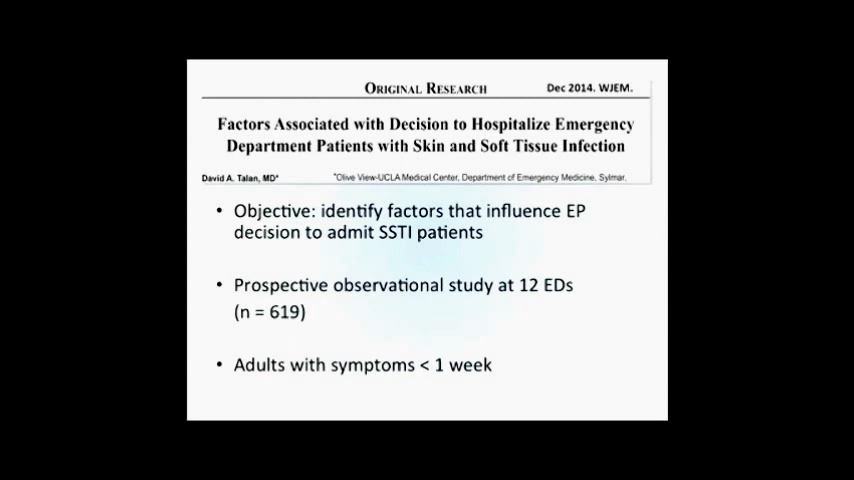 ORIGINAL RESEARCH
Dec 2014. WJEM.
Factors Associated with Decision to Hospitalize Emergency
Department Patients with Skin and Soft Tissue Infection
David A. Talan, MD*
*Olive View-UCLA Medical Center, Department of Emergency Medicine, Sylmar,
• Objective: identify factors that influence EP
decision to admit SSTI patients
• Prospective observational study at 12 EDs
(n = 619)
• Adults with symptoms < 1 week